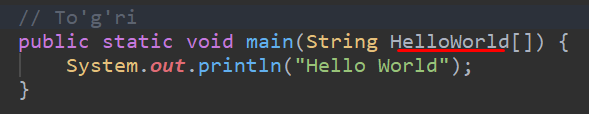 // To'g'ri
public static void main(String HelloWorld[]) {
    System.out.println("Hello World");
}